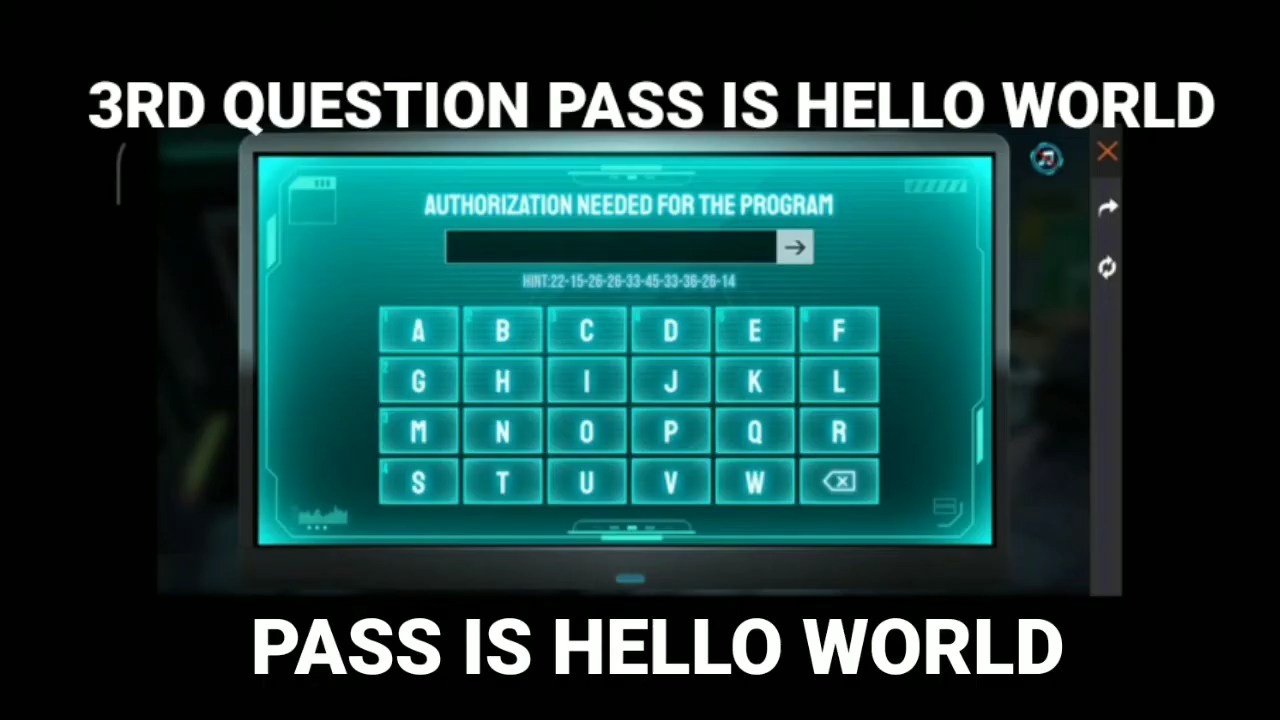 3RD QUESTION PASS IS HELLO WORLD
AUTHORIZATION NEEDED FOR THE PROGRAM
HINT:22-15-26-26-33-45-33-36-26-14
A B C D E F
G H I J K L
M N O P Q R
S T U V W
PASS IS HELLO WORLD